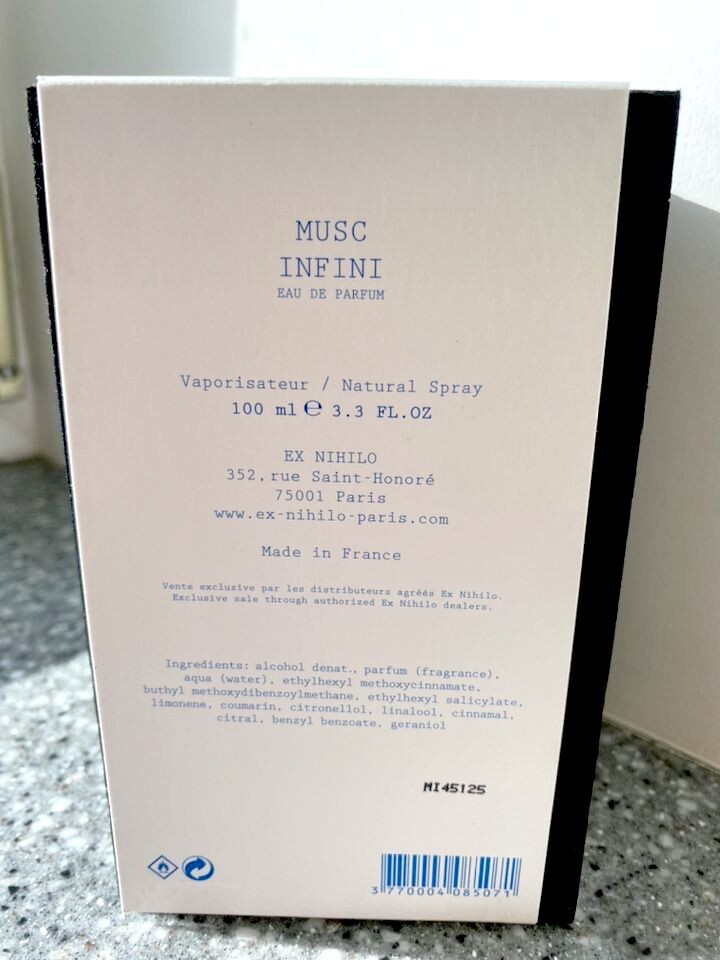 MUSC
INFINI
EAU DE PARFUM
Vaporisateur / Natural Spray
100 ml ℮ 3.3 FL.OZ
EX NIHILO
352, rue Saint-Honoré
75001 Paris
www.ex-nihilo-paris.com
Made in France
Vente exclusive par les distributeurs agréés Ex Nihilo.
Exclusive sale through authorized Ex Nihilo dealers.
Ingredients: alcohol denat., parfum (fragrance),
aqua (water), ethylhexyl methoxycinnamate,
buthyl methoxydibenzoylmethane, ethylhexyl salicylate,
limonene, coumarin, citronellol, linalool, cinnamal,
citral, benzyl benzoate, geraniol
MI45125
3 770004 085071